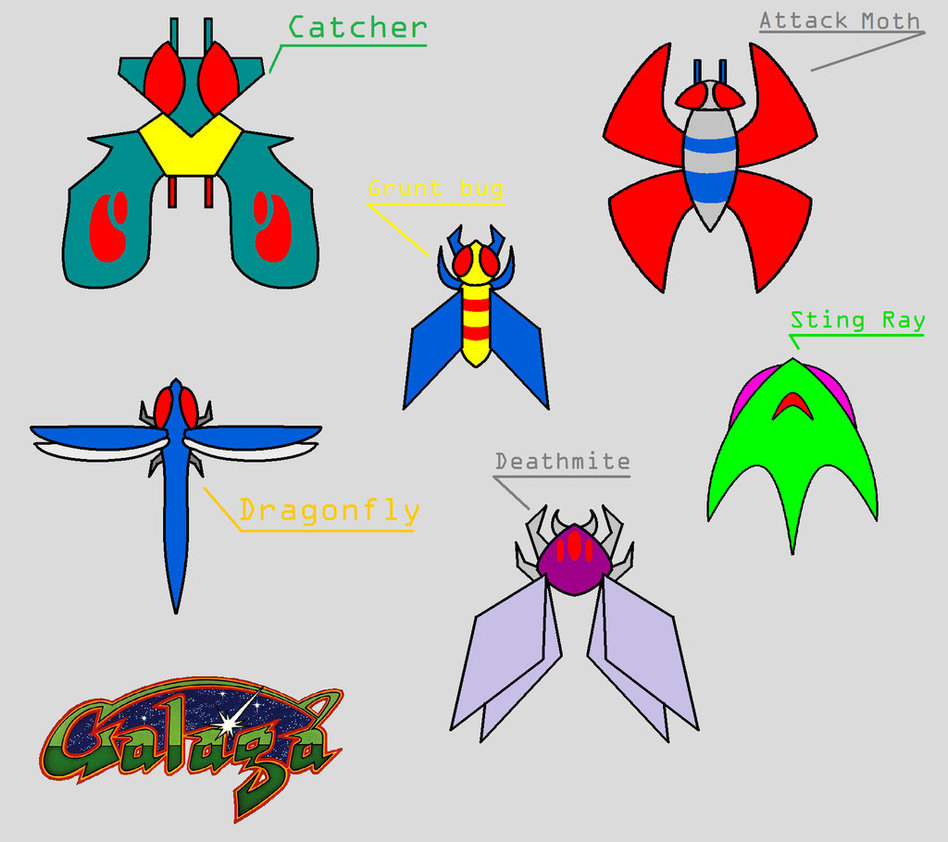 Catcher
Attack Moth
Grunt bug
Sting Ray
Deathmite
Dragonfly
Galaga